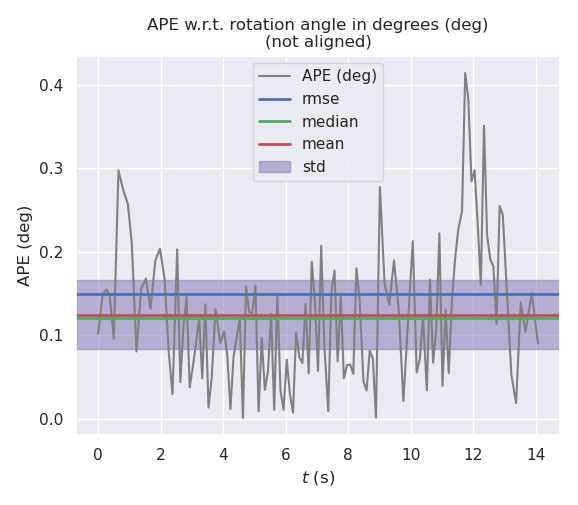 APE w.r.t. rotation angle in degrees (deg)
(not aligned)
APE (deg)
rmse
median
mean
std
APE (deg)
0.4
0.3
0.2
0.1
0.0
0 2 4 6 8 10 12 14
t (s)